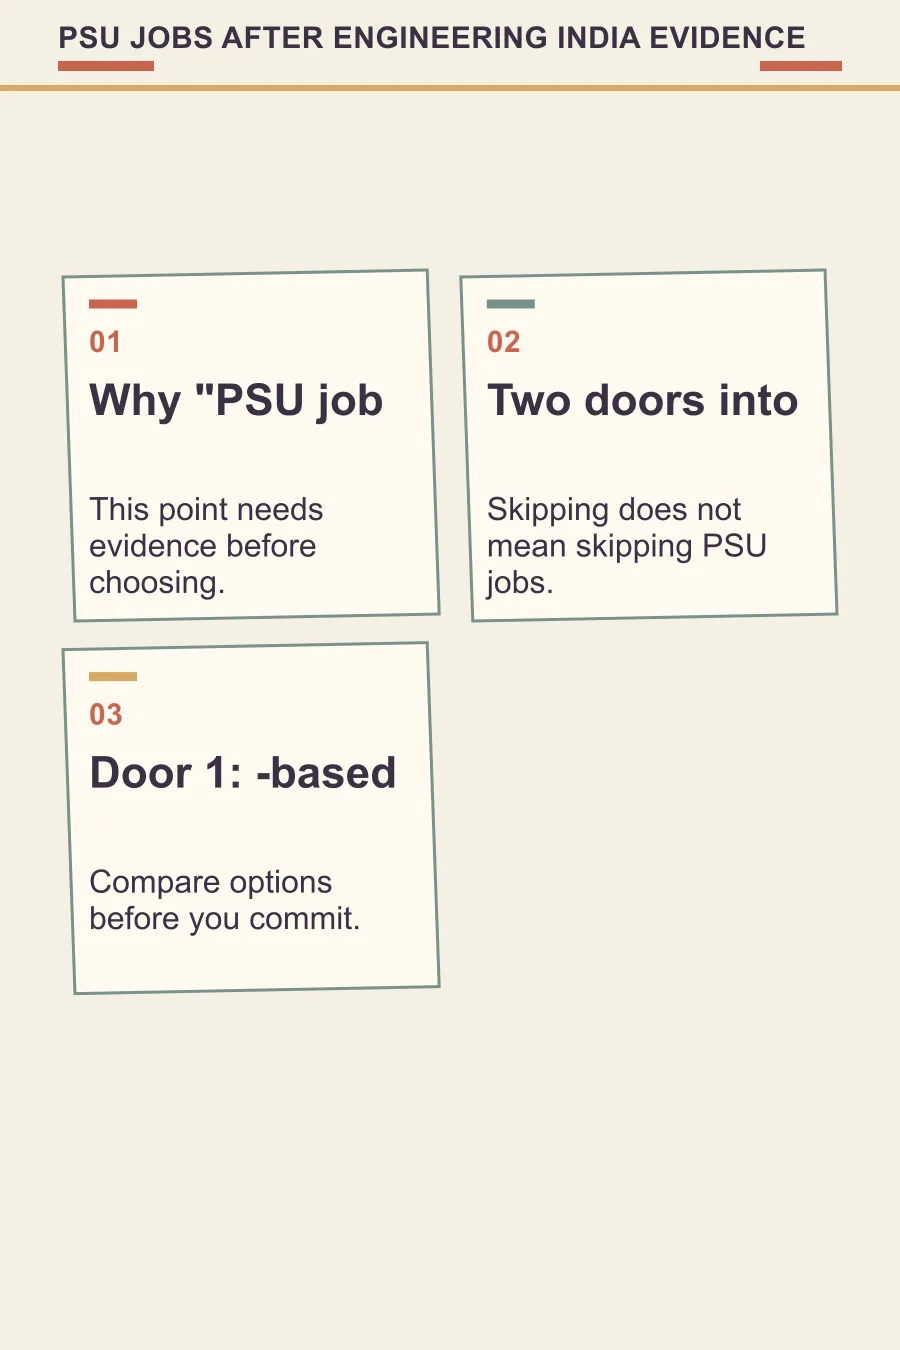 PSU JOBS AFTER ENGINEERING INDIA EVIDENCE
01
Why "PSU job
This point needs
evidence before
choosing.
02
Two doors into
Skipping does not
mean skipping PSU
jobs.
03
Door 1: -based
Compare options
before you commit.